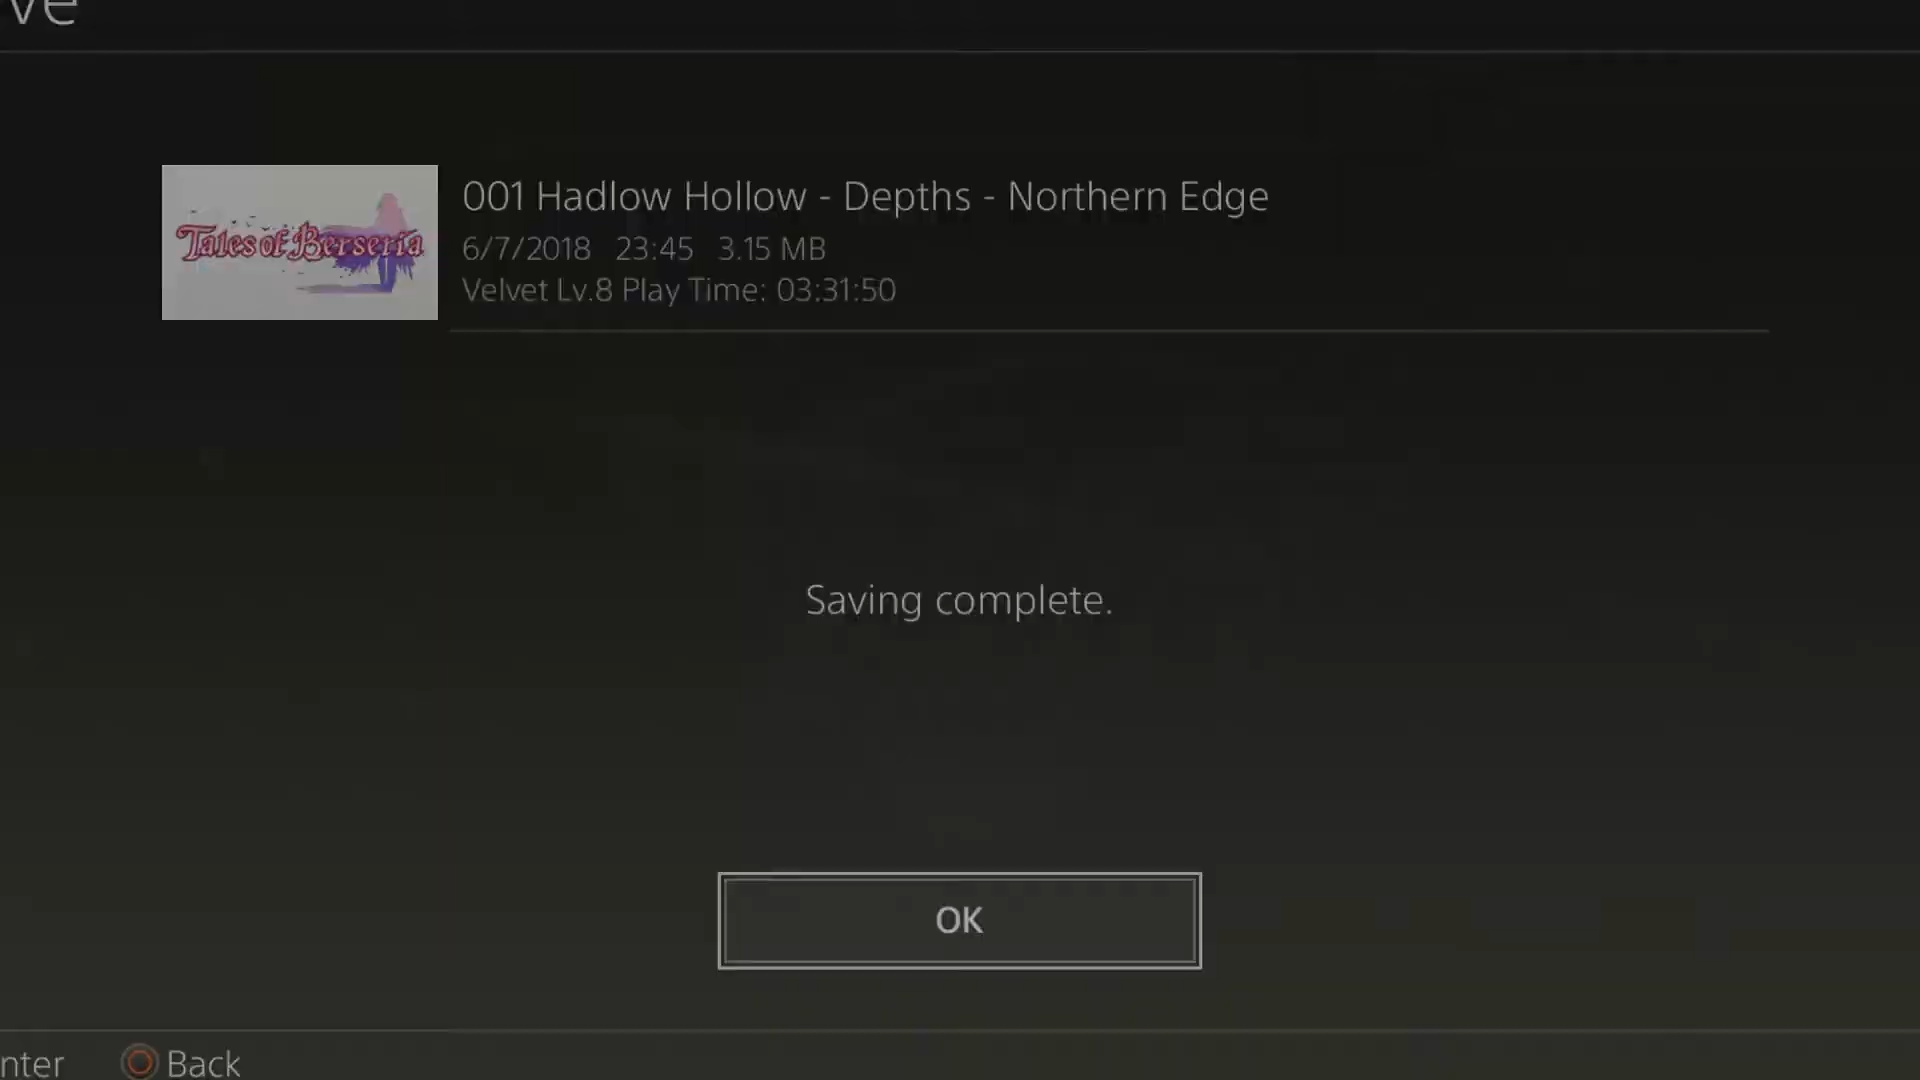 ve
Tales of Berseria
001 Hadlow Hollow - Depths - Northern Edge
6/7/2018 23:45 3.15 MB
Velvet Lv.8 Play Time: 03:31:50
Saving complete.
OK
nter Back